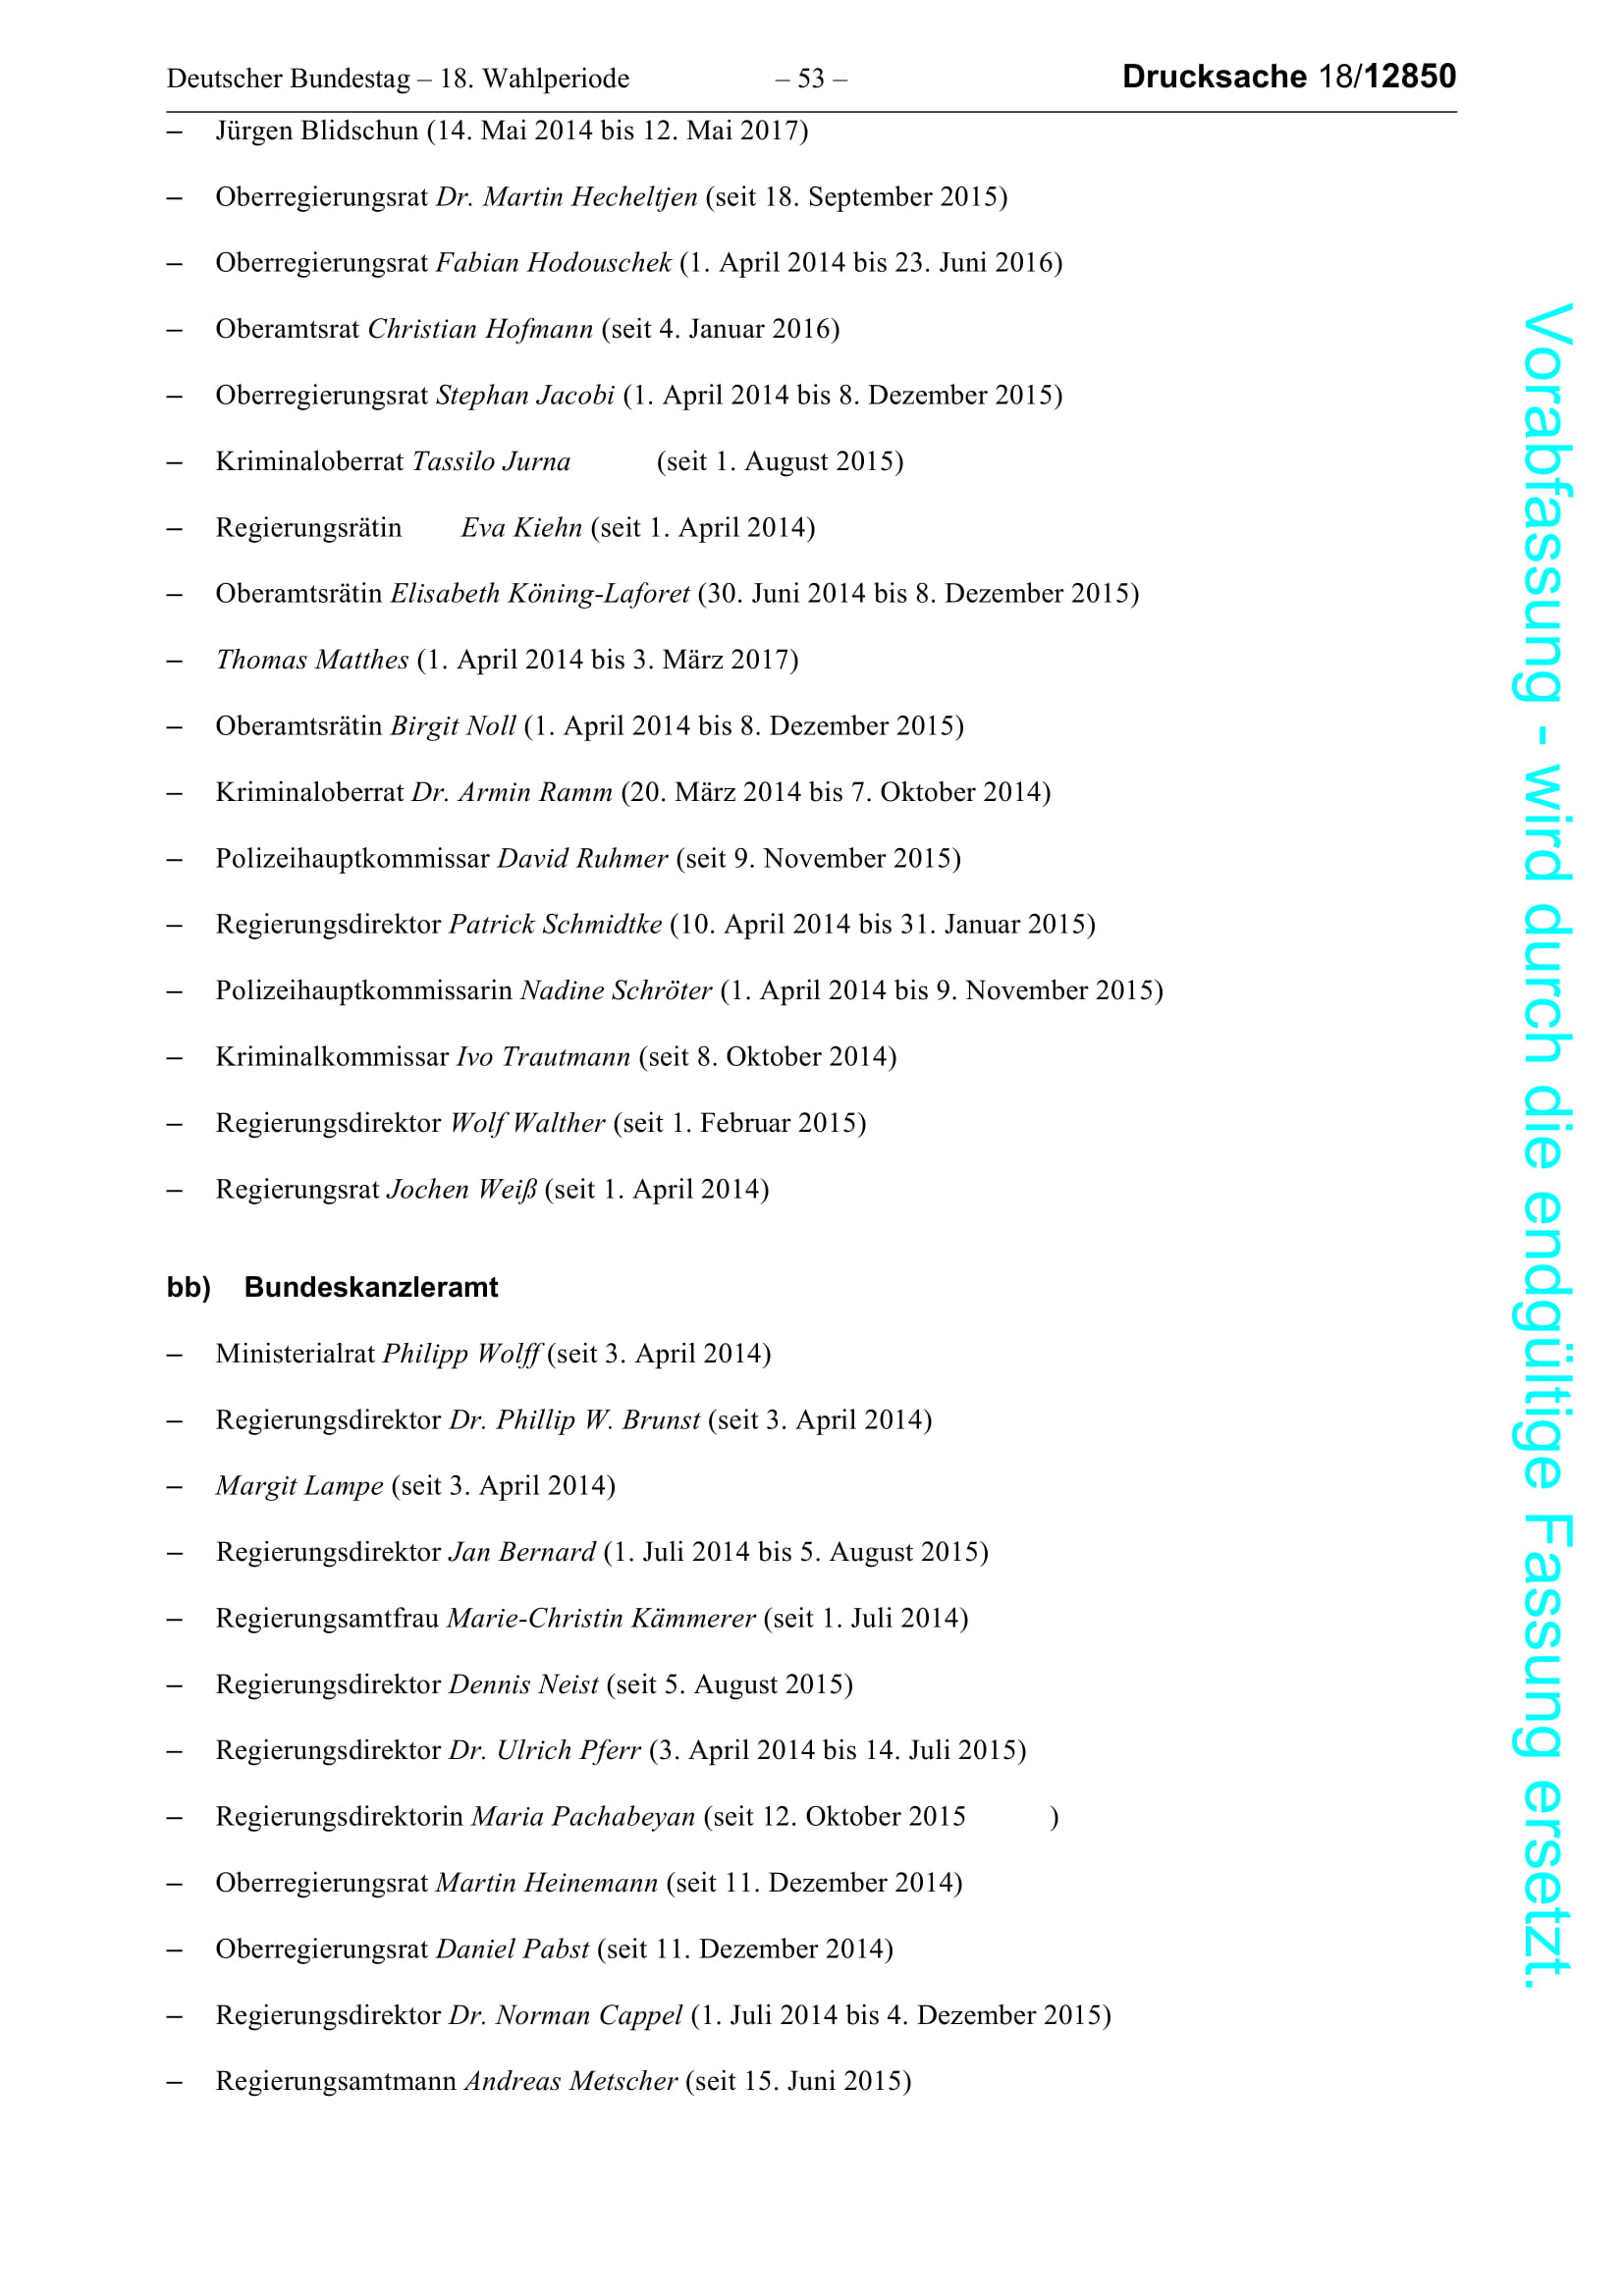 Deutscher Bundestag – 18. Wahlperiode – 53 – Drucksache 18/12850
– Jürgen Blidschun (14. Mai 2014 bis 12. Mai 2017)
– Oberregierungsrat Dr. Martin Hecheltjen (seit 18. September 2015)
– Oberregierungsrat Fabian Hodouschek (1. April 2014 bis 23. Juni 2016)
– Oberamtsrat Christian Hofmann (seit 4. Januar 2016)
– Oberregierungsrat Stephan Jacobi (1. April 2014 bis 8. Dezember 2015)
– Kriminaloberrat Tassilo Jurna (seit 1. August 2015)
– Regierungsrätin Eva Kiehn (seit 1. April 2014)
– Oberamtsrätin Elisabeth Köning-Laforet (30. Juni 2014 bis 8. Dezember 2015)
– Thomas Matthes (1. April 2014 bis 3. März 2017)
– Oberamtsrätin Birgit Noll (1. April 2014 bis 8. Dezember 2015)
– Kriminaloberrat Dr. Armin Ramm (20. März 2014 bis 7. Oktober 2014)
– Polizeihauptkommissar David Ruhmer (seit 9. November 2015)
– Regierungsdirektor Patrick Schmidtke (10. April 2014 bis 31. Januar 2015)
– Polizeihauptkommissarin Nadine Schröter (1. April 2014 bis 9. November 2015)
– Kriminalkommissar Ivo Trautmann (seit 8. Oktober 2014)
– Regierungsdirektor Wolf Walther (seit 1. Februar 2015)
– Regierungsrat Jochen Weiß (seit 1. April 2014)
bb) Bundeskanzleramt
– Ministerialrat Philipp Wolff (seit 3. April 2014)
– Regierungsdirektor Dr. Phillip W. Brunst (seit 3. April 2014)
– Margit Lampe (seit 3. April 2014)
– Regierungsdirektor Jan Bernard (1. Juli 2014 bis 5. August 2015)
– Regierungsamtfrau Marie-Christin Kämmerer (seit 1. Juli 2014)
– Regierungsdirektor Dennis Neist (seit 5. August 2015)
– Regierungsdirektor Dr. Ulrich Pferr (3. April 2014 bis 14. Juli 2015)
– Regierungsdirektorin Maria Pachabeyan (seit 12. Oktober 2015 )
– Oberregierungsrat Martin Heinemann (seit 11. Dezember 2014)
– Oberregierungsrat Daniel Pabst (seit 11. Dezember 2014)
– Regierungsdirektor Dr. Norman Cappel (1. Juli 2014 bis 4. Dezember 2015)
– Regierungsamtmann Andreas Metscher (seit 15. Juni 2015)
Vorabfassung - wird durch die endgültige Fassung ersetzt.